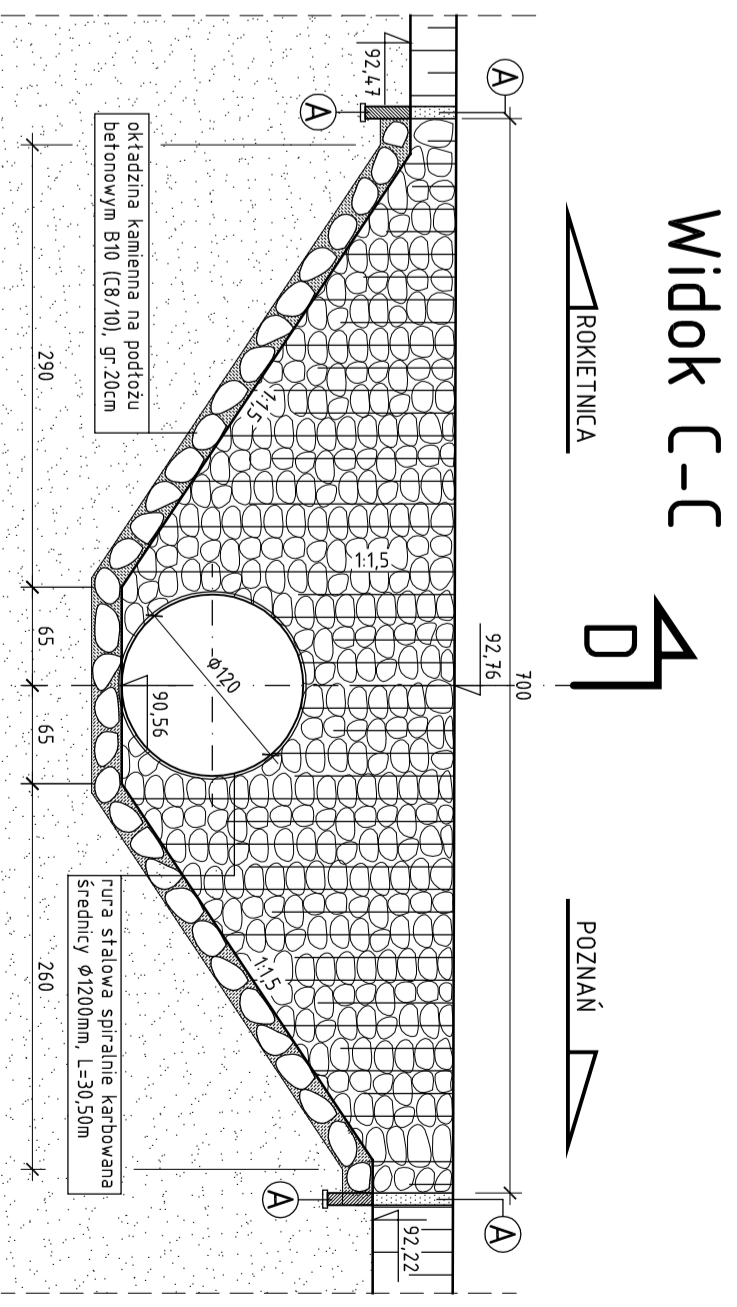 Widok C-C
D
ROKIETNICA
POZNAŃ
700
A
A
92,76
92,47
92,22
A
A
1:1,5
1:1,5
1:1,5
ϕ120
90,56
okładzina kamienna na podłożu
betonowym B10 (C8/10), gr.20cm
rura stalowa spiralnie karbowana
średnicy ϕ1200mm, L=30,50m
290
65
65
260